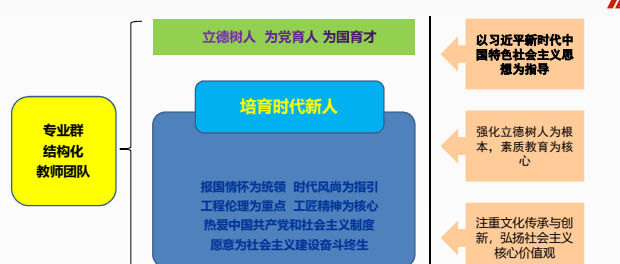 立德树人 为党育人 为国育才
培育时代新人
专业群
结构化
教师团队
报国情怀为统领 时代风尚为指引
工程伦理为重点 工匠精神为核心
热爱中国共产党和社会主义制度
愿意为社会主义建设奋斗终生
以习近平新时代中
国特色社会主义思
想为指导
强化立德树人为根
本，素质教育为核
心
注重文化传承与创
新，弘扬社会主义
核心价值观